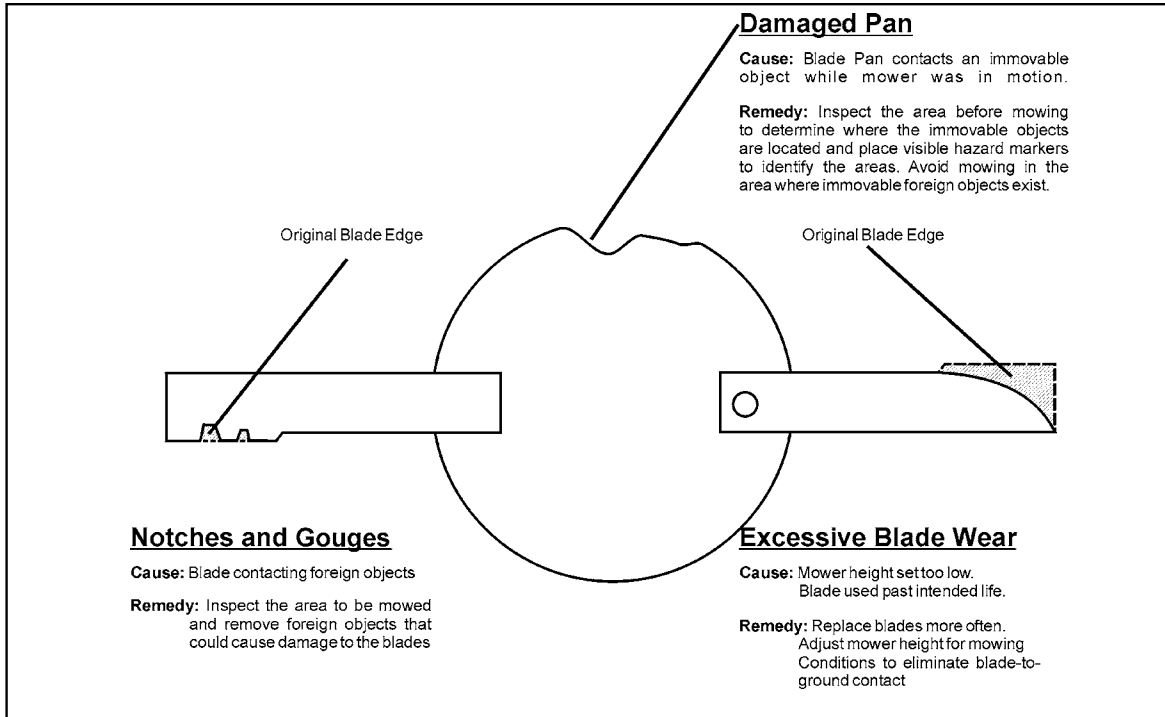 Damaged Pan
Cause: Blade Pan contacts an immovable
object while mower was in motion.
Remedy: Inspect the area before mowing
to determine where the immovable objects
are located and place visible hazard markers
to identify the areas. Avoid mowing in the
area where immovable foreign objects exist.
Original Blade Edge
Original Blade Edge
Notches and Gouges
Cause: Blade contacting foreign objects
Remedy: Inspect the area to be mowed
and remove foreign objects that
could cause damage to the blades
Excessive Blade Wear
Cause: Mower height set too low.
Blade used past intended life.
Remedy: Replace blades more often.
Adjust mower height for mowing
Conditions to eliminate blade-to-
ground contact